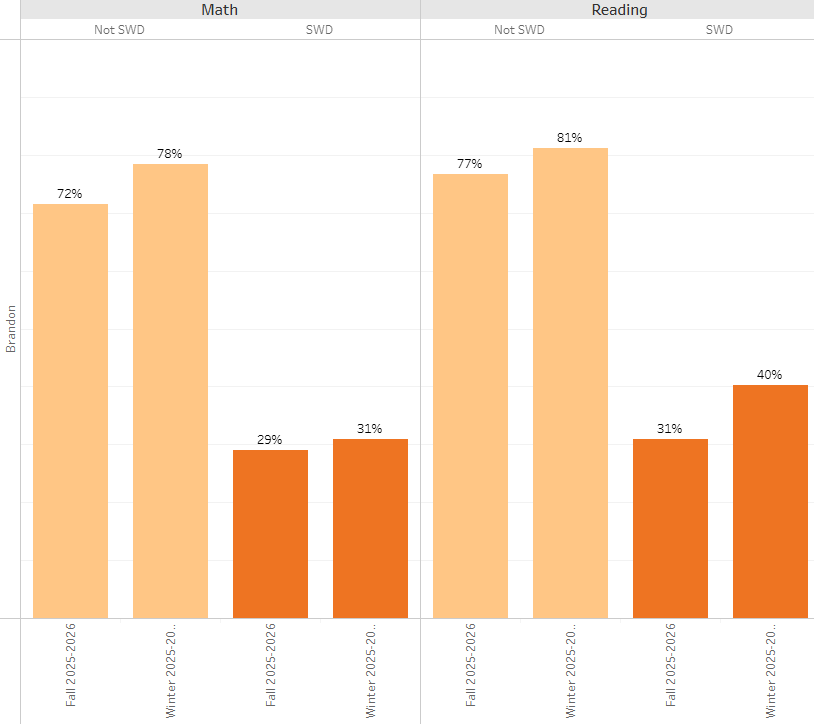 Math Reading
Not SWD SWD Not SWD SWD
81%
78%
77%
72%
40%
31%
31%
29%
Brandon
Fall 2025-2026
Winter 2025-20..
Fall 2025-2026
Winter 2025-20..
Fall 2025-2026
Winter 2025-20..
Fall 2025-2026
Winter 2025-20..